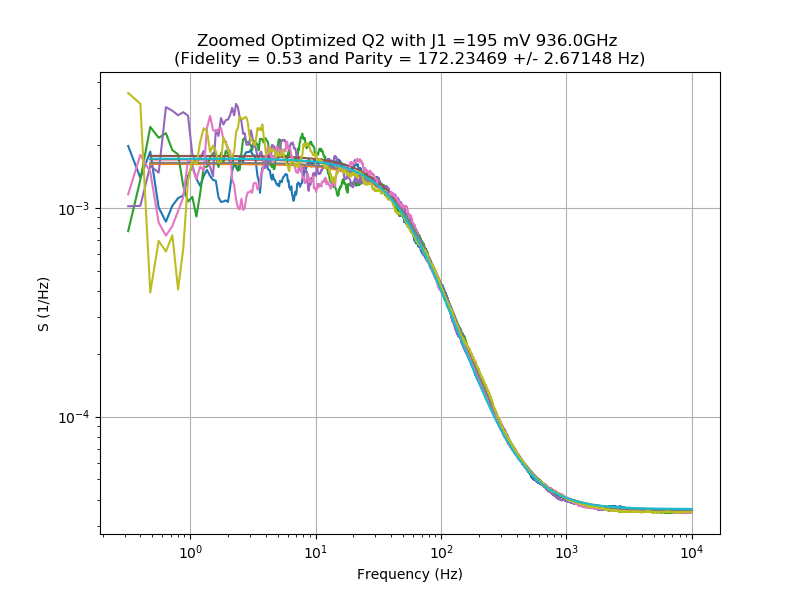 Zoomed Optimized Q2 with J1 =195 mV 936.0GHz
(Fidelity = 0.53 and Parity = 172.23469 +/- 2.67148 Hz)
S (1/Hz)
10⁻³
10⁻⁴
10⁰ 10¹ 10² 10³ 10⁴
Frequency (Hz)